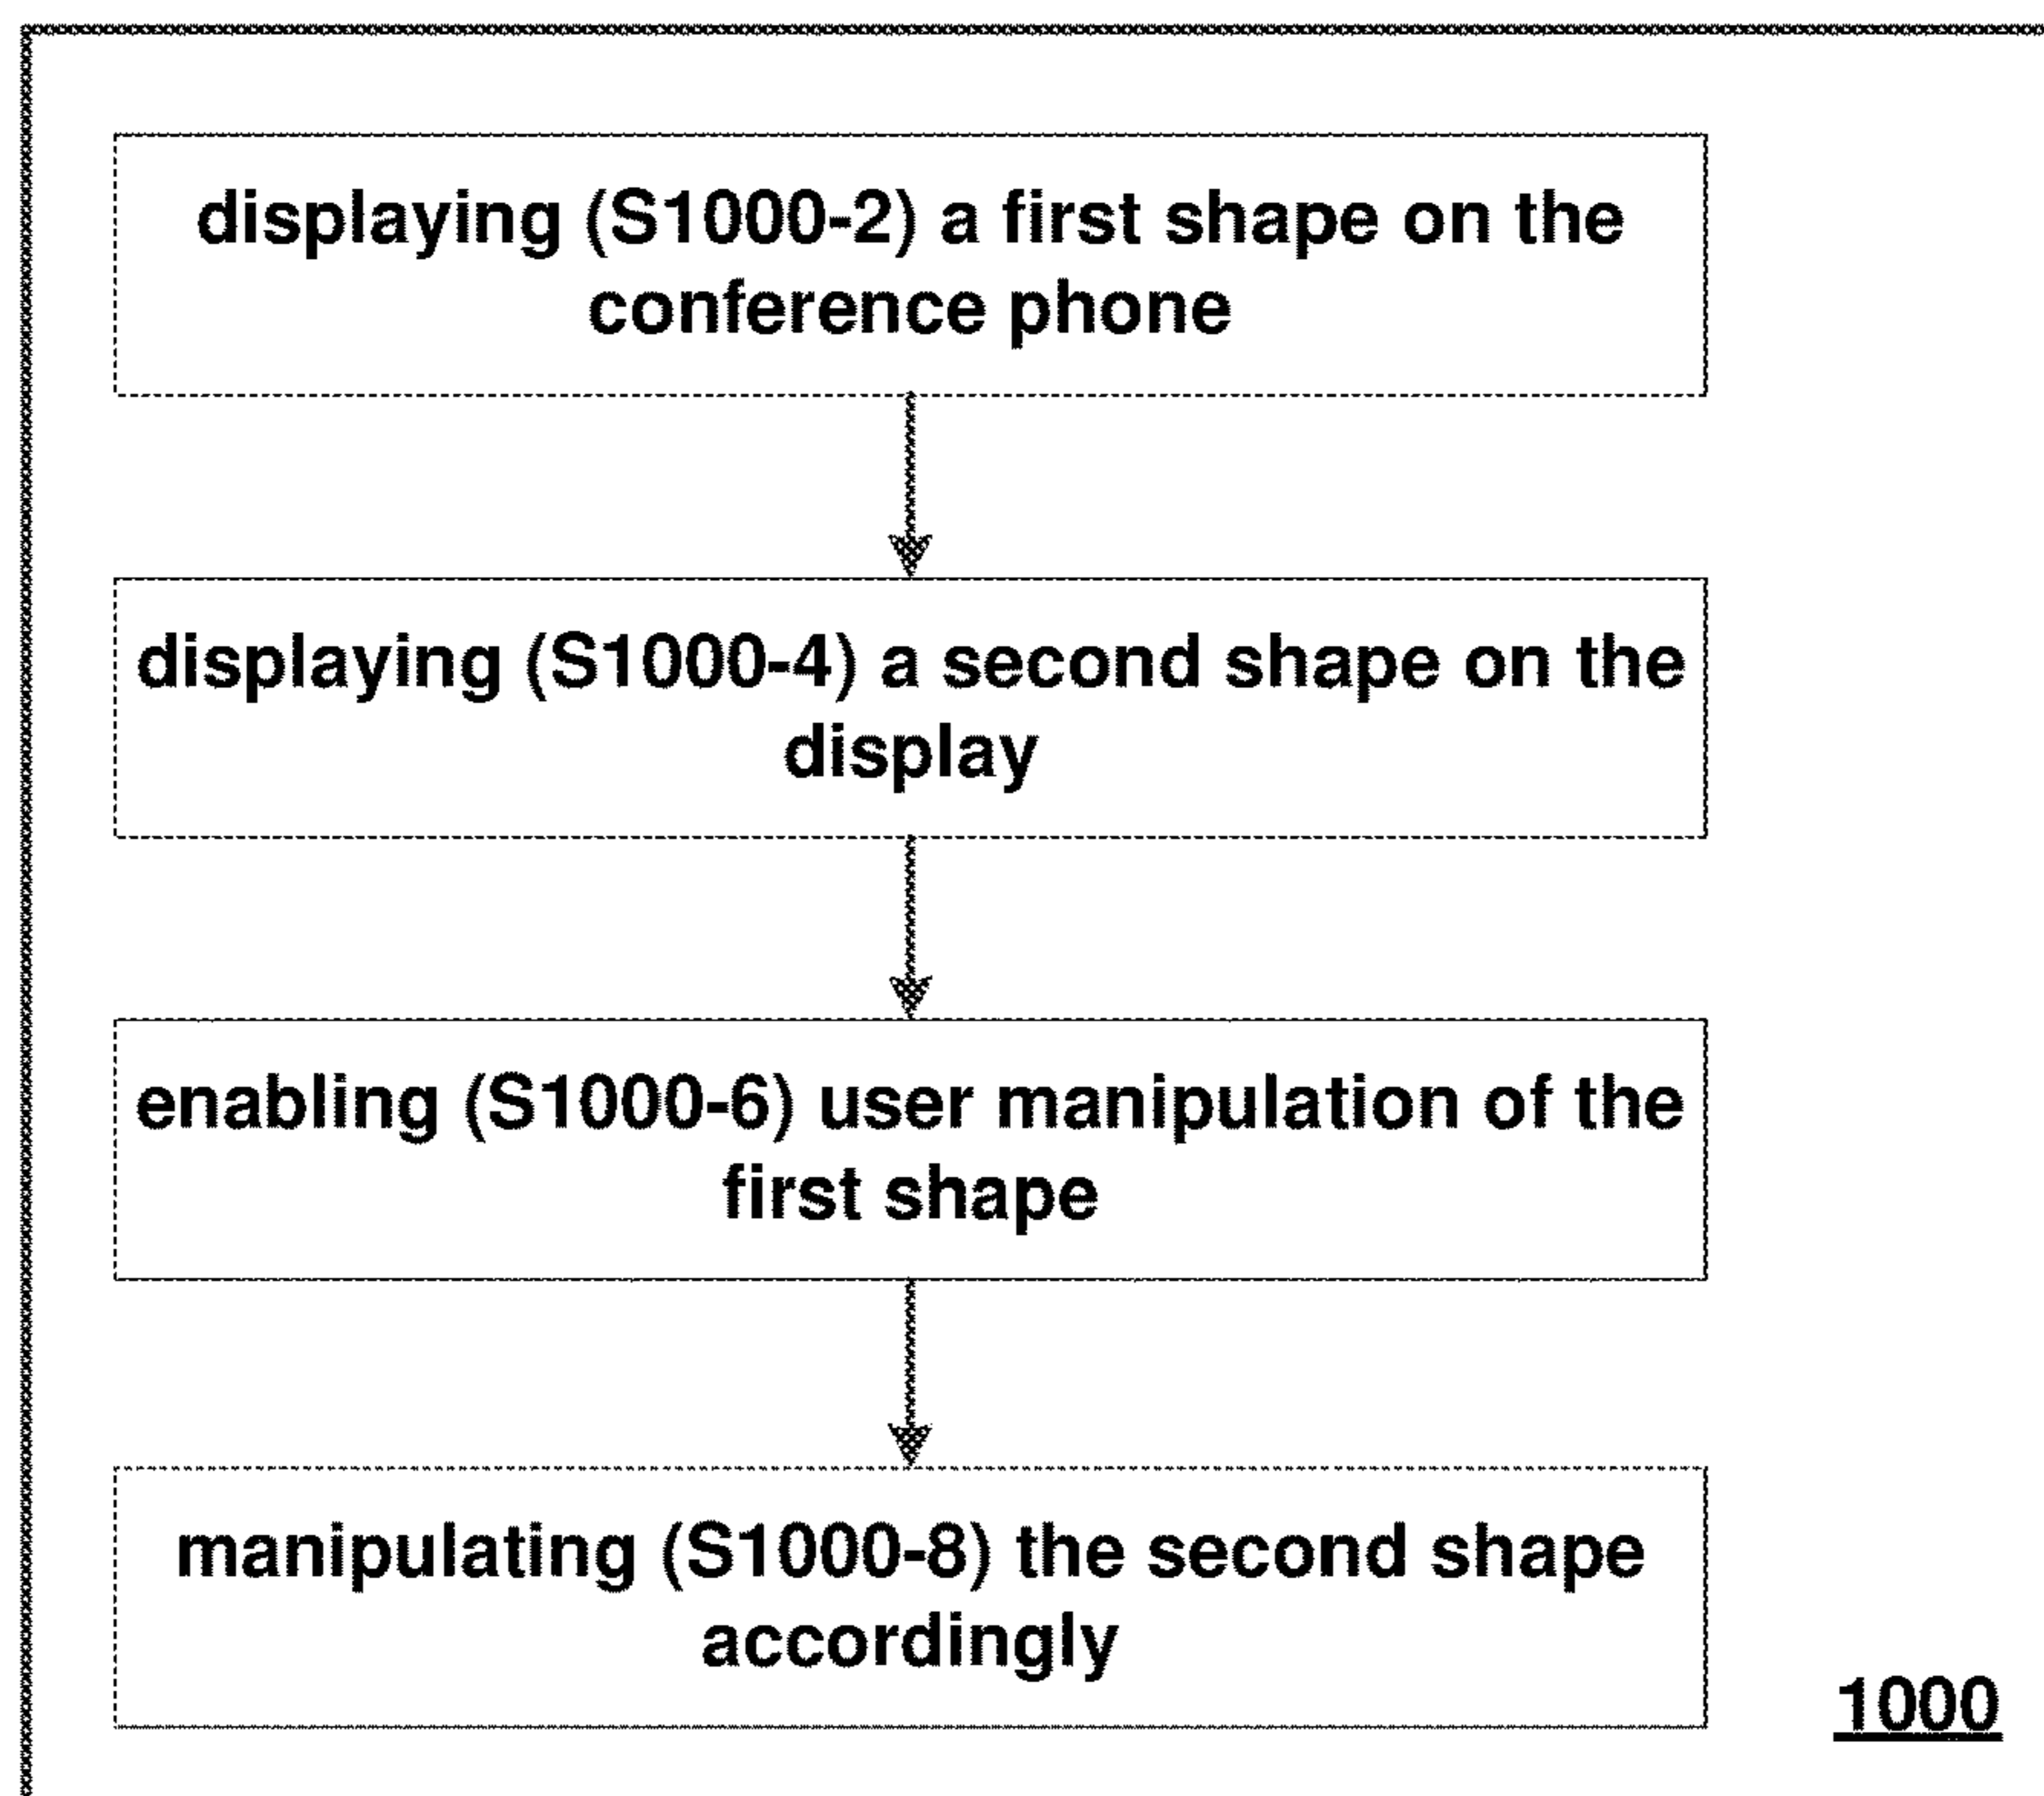 displaying (S1000-2) a first shape on the
conference phone
displaying (S1000-4) a second shape on the
display
enabling (S1000-6) user manipulation of the
first shape
manipulating (S1000-8) the second shape
accordingly
1000